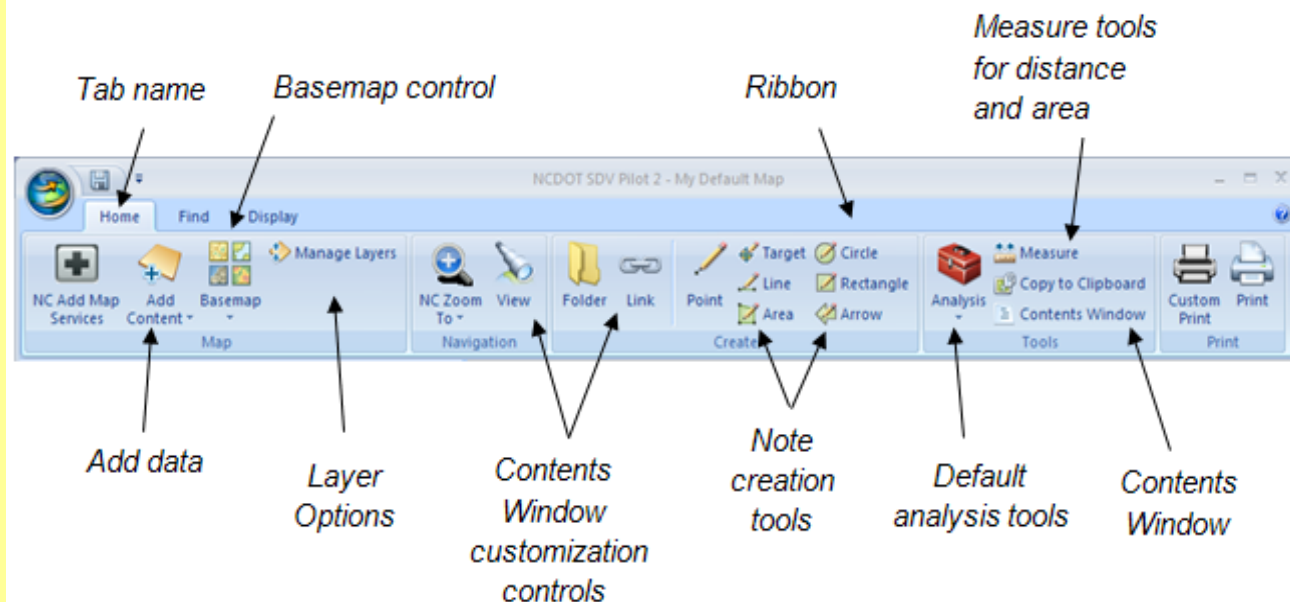 Measure tools
for distance
and area
Tab name
Basemap control
Ribbon
NCDOT SDV Pilot 2 - My Default Map
Home Find Display
NC Add Map
Services
Add
Content
Basemap
Manage Layers
Map
NC Zoom
To
View
Navigation
Folder
Link
Point
Target
Line
Area
Circle
Rectangle
Arrow
Create
Analysis
Measure
Copy to Clipboard
Contents Window
Tools
Custom
Print
Print
Print
Add data
Layer
Options
Contents
Window
customization
controls
Note
creation
tools
Default
analysis tools
Contents
Window